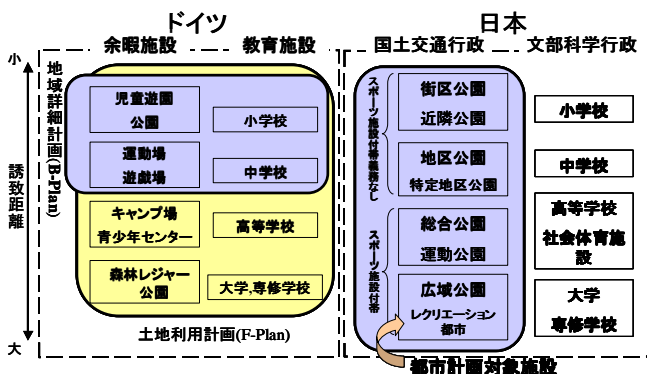 ドイツ
日本
余暇施設
教育施設
国土交通行政
文部科学行政
小
誘致距離
大
地域詳細計画(B-Plan)
児童遊園
公園
小学校
運動場
遊戯場
中学校
キャンプ場
青少年センター
高等学校
森林レジャー
公園
大学,専修学校
土地利用計画(F-Plan)
スポーツ施設付帯義務なし
街区公園
近隣公園
地区公園
特定地区公園
スポーツ施設付帯
総合公園
運動公園
広域公園
レクリエーション
都市
小学校
中学校
高等学校
社会体育施
設
大学
専修学校
都市計画対象施設